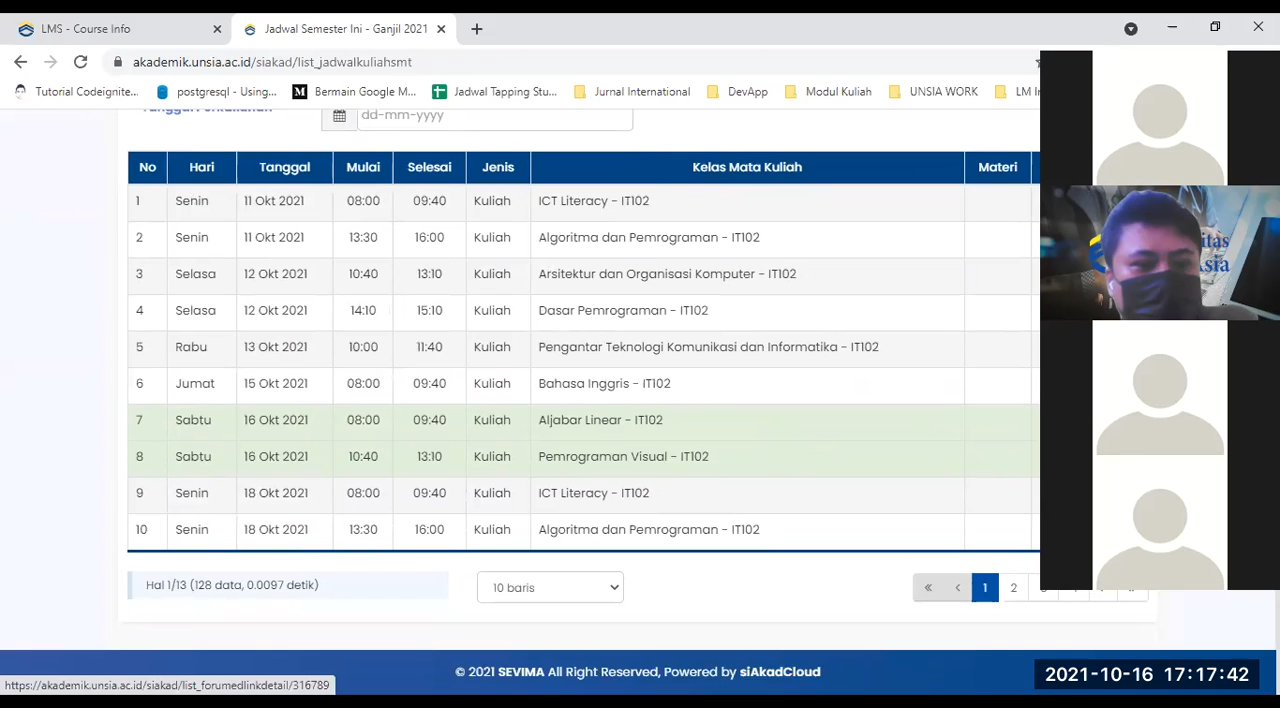 LMS - Course Info
Jadwal Semester Ini - Ganjil 2021
akademik.unsia.ac.id/siakad/list_jadwalkuliahsmt
Tutorial Codeignite... postgresql - Using... Bermain Google M... Jadwal Tapping Stu... Jurnal International DevApp Modul Kuliah UNSIA WORK
dd-mm-yyyy
No Hari Tanggal Mulai Selesai Jenis Kelas Mata Kuliah Materi
1 Senin 11 Okt 2021 08:00 09:40 Kuliah ICT Literacy - IT102
2 Senin 11 Okt 2021 13:30 16:00 Kuliah Algoritma dan Pemrograman - IT102
3 Selasa 12 Okt 2021 10:40 13:10 Kuliah Arsitektur dan Organisasi Komputer - IT102
4 Selasa 12 Okt 2021 14:10 15:10 Kuliah Dasar Pemrograman - IT102
5 Rabu 13 Okt 2021 10:00 11:40 Kuliah Pengantar Teknologi Komunikasi dan Informatika - IT102
6 Jumat 15 Okt 2021 08:00 09:40 Kuliah Bahasa Inggris - IT102
7 Sabtu 16 Okt 2021 08:00 09:40 Kuliah Aljabar Linear - IT102
8 Sabtu 16 Okt 2021 10:40 13:10 Kuliah Pemrograman Visual - IT102
9 Senin 18 Okt 2021 08:00 09:40 Kuliah ICT Literacy - IT102
10 Senin 18 Okt 2021 13:30 16:00 Kuliah Algoritma dan Pemrograman - IT102
Hal 1/13 (128 data, 0.0097 detik) 10 baris « ‹ 1 2
© 2021 SEVIMA All Right Reserved, Powered by siAkadCloud
2021-10-16 17:17:42
https://akademik.unsia.ac.id/siakad/list_forumedlinkdetail/316789